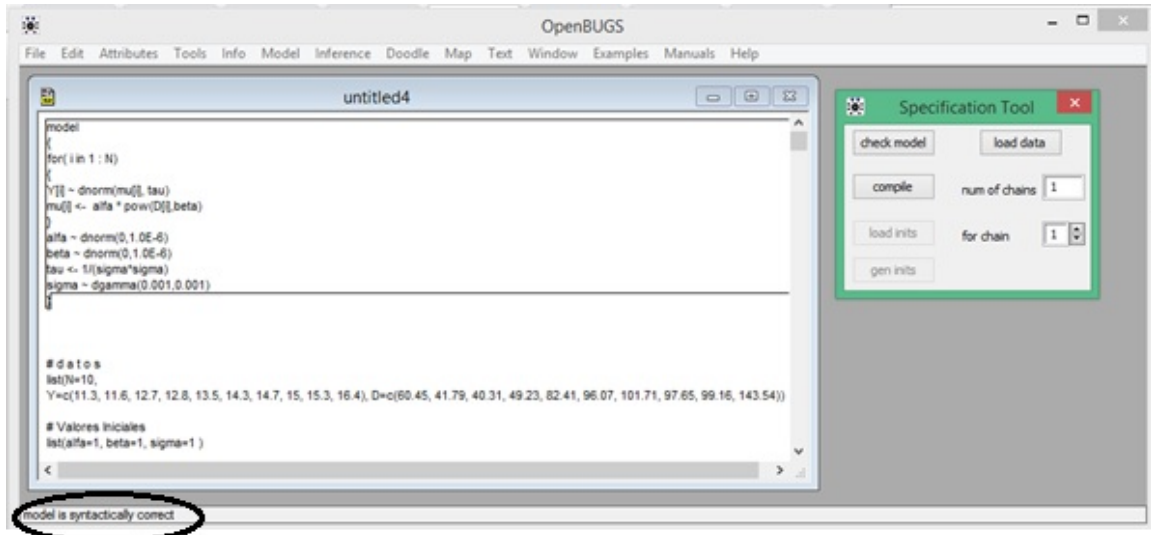 OpenBUGS
File Edit Attributes Tools Info Model Inference Doodle Map Text Window Examples Manuals Help
untitled4
model
{
for( i in 1 : N)
{
Y[i] ~ dnorm(mu[i], tau)
mu[i] <- alfa * pow(D[i],beta)
}
alfa ~ dnorm(0,1.0E-6)
beta ~ dnorm(0,1.0E-6)
tau <- 1/(sigma*sigma)
sigma ~ dgamma(0.001,0.001)
}
# d a t o s
list(N=10,
Y=c(11.3, 11.6, 12.7, 12.8, 13.5, 14.3, 14.7, 15, 15.3, 16.4), D=c(60.45, 41.79, 40.31, 49.23, 82.41, 96.07, 101.71, 97.65, 99.16, 143.54))
# Valores Iniciales
list(alfa=1, beta=1, sigma=1 )
Specification Tool
check model load data
compile num of chains 1
load inits for chain 1
gen inits
model is syntactically correct